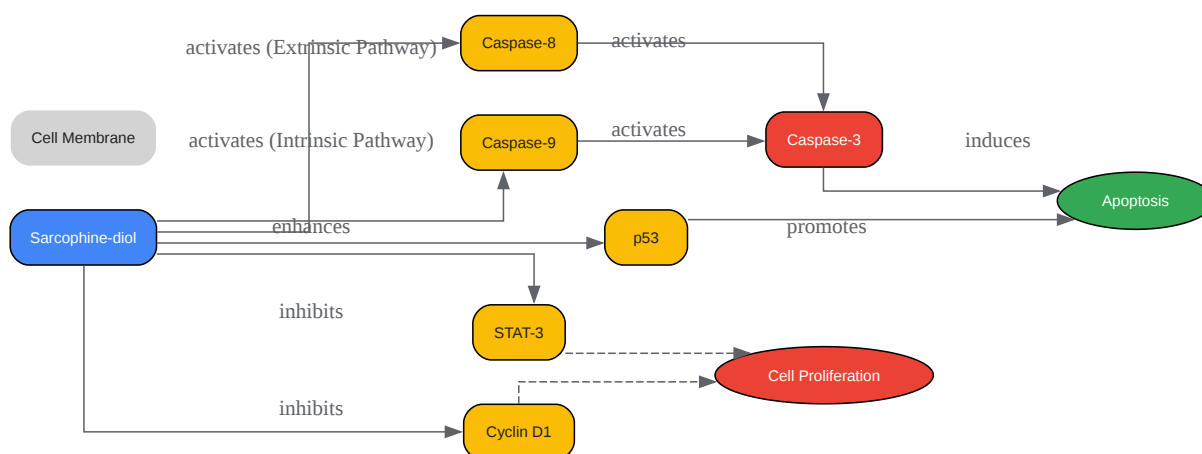 activates (Extrinsic Pathway)
Caspase-8
activates
Cell Membrane
activates (Intrinsic Pathway)
Caspase-9
activates
Caspase-3
induces
Apoptosis
Sarcophine-diol
enhances
p53
promotes
inhibits
STAT-3
Cell Proliferation
inhibits
Cyclin D1